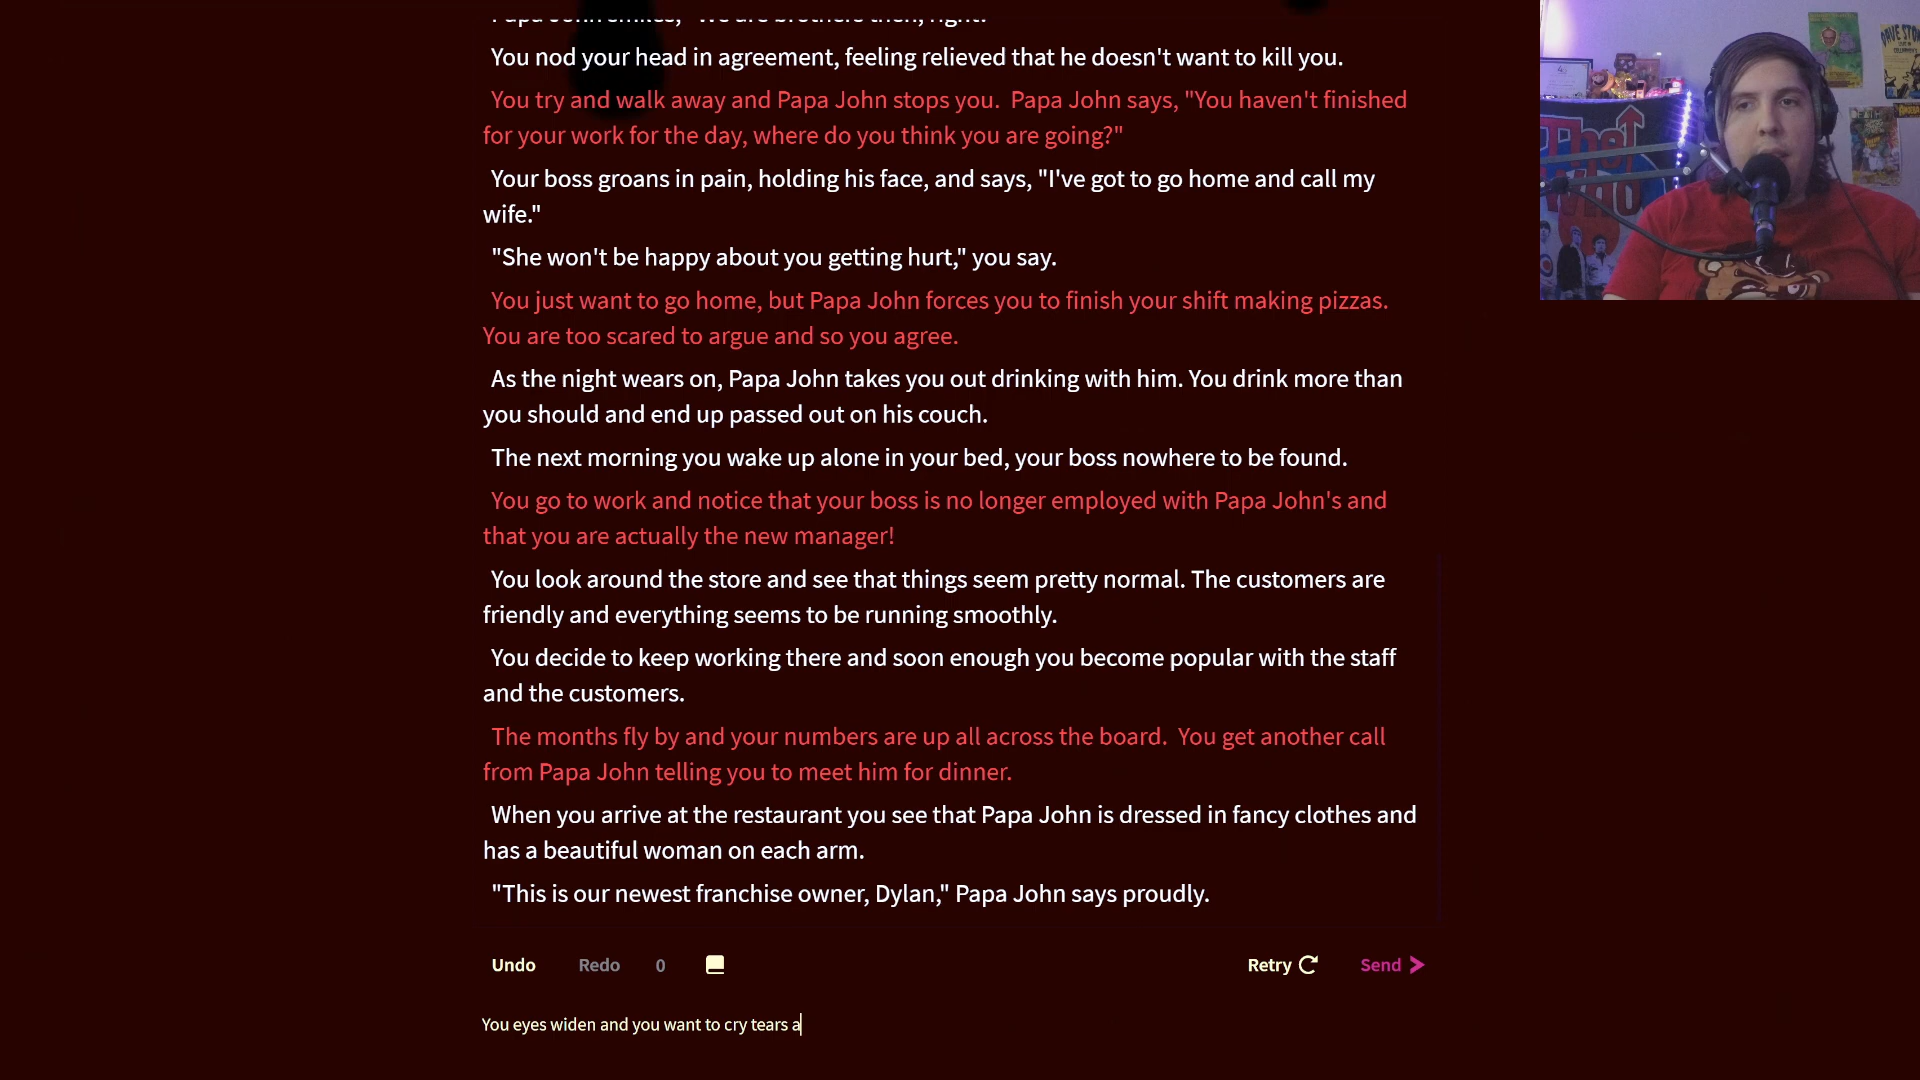 Papa John smiles, "We are brothers then, right?"
You nod your head in agreement, feeling relieved that he doesn't want to kill you.
You try and walk away and Papa John stops you.  Papa John says, "You haven't finished
for your work for the day, where do you think you are going?"
Your boss groans in pain, holding his face, and says, "I've got to go home and call my
wife."
"She won't be happy about you getting hurt," you say.
You just want to go home, but Papa John forces you to finish your shift making pizzas.
You are too scared to argue and so you agree.
As the night wears on, Papa John takes you out drinking with him. You drink more than
you should and end up passed out on his couch.
The next morning you wake up alone in your bed, your boss nowhere to be found.
You go to work and notice that your boss is no longer employed with Papa John's and
that you are actually the new manager!
You look around the store and see that things seem pretty normal. The customers are
friendly and everything seems to be running smoothly.
You decide to keep working there and soon enough you become popular with the staff
and the customers.
The months fly by and your numbers are up all across the board.  You get another call
from Papa John telling you to meet him for dinner.
When you arrive at the restaurant you see that Papa John is dressed in fancy clothes and
has a beautiful woman on each arm.
"This is our newest franchise owner, Dylan," Papa John says proudly.
Undo Redo 0 Retry Send
You eyes widen and you want to cry tears a
The
WHO
DAVE